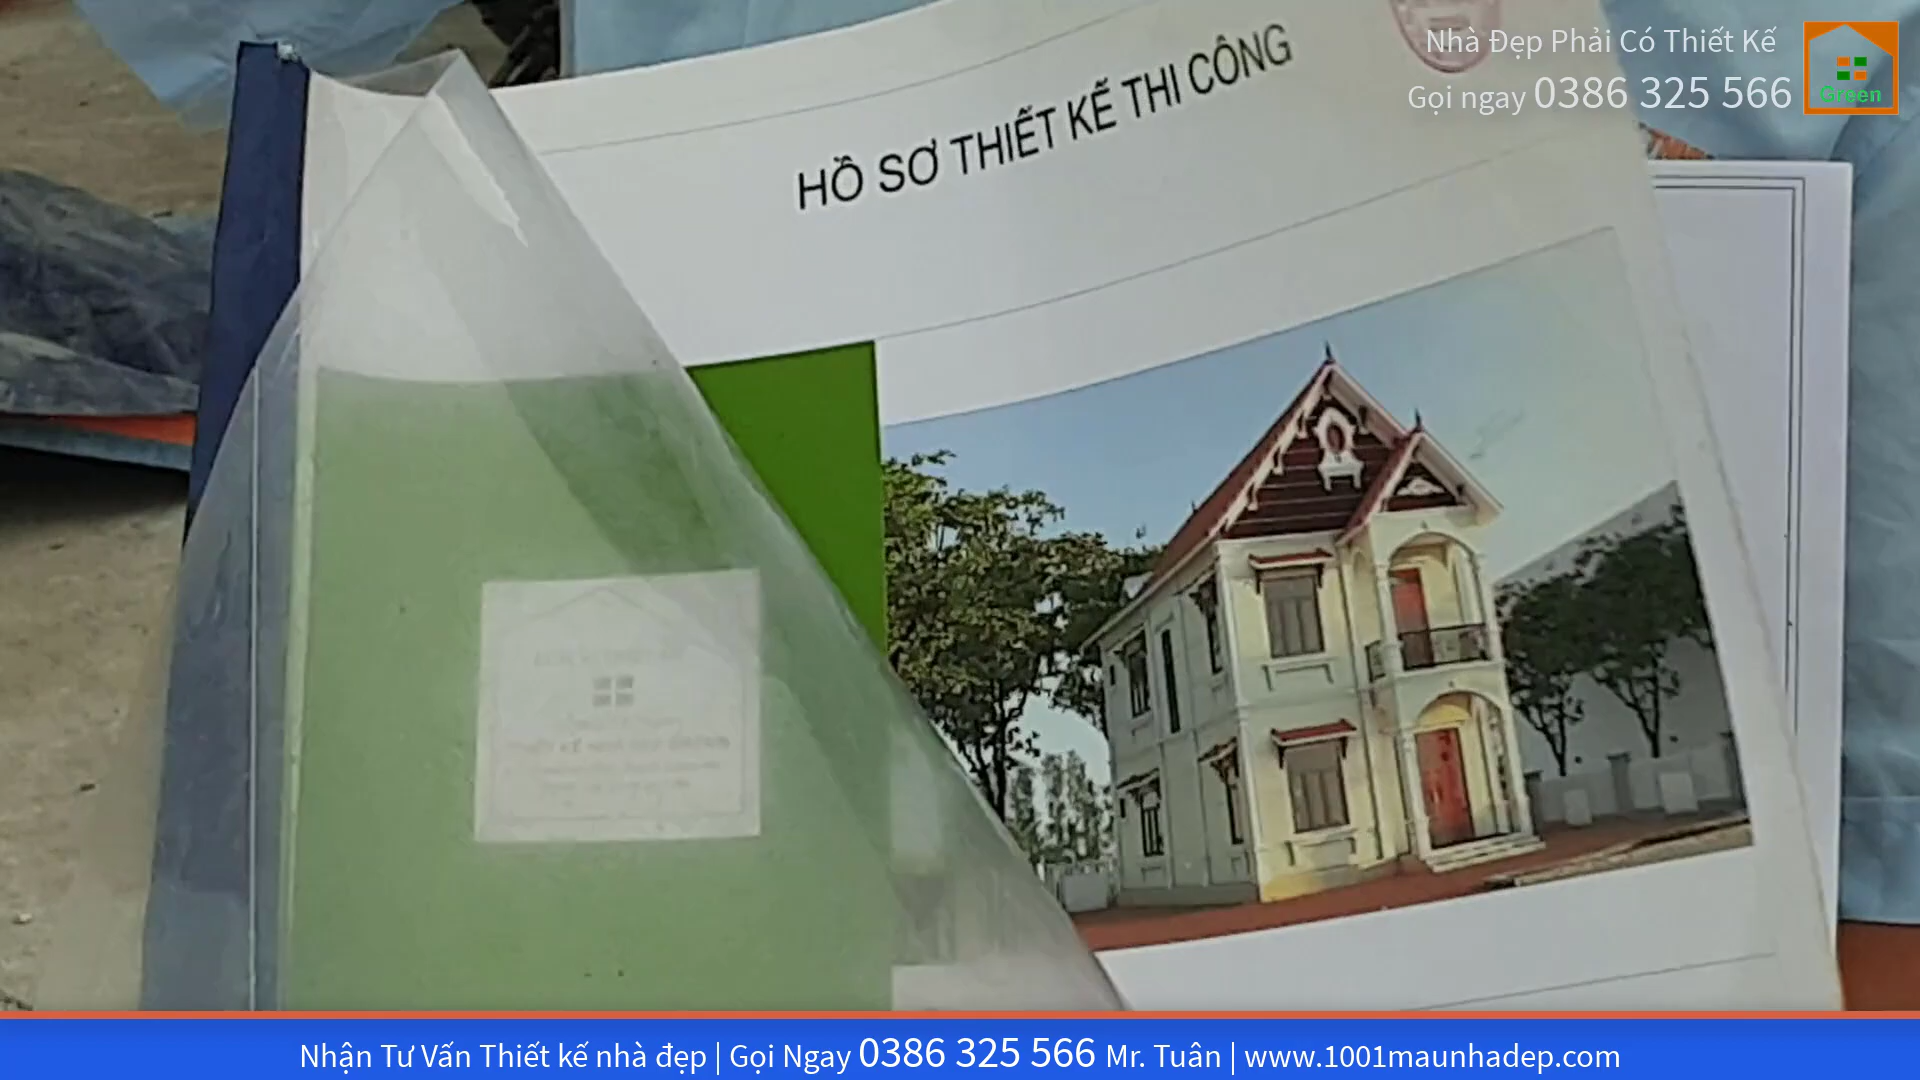 Nhà Đẹp Phải Có Thiết Kế
Gọi ngay 0386 325 566
Green
HỒ SƠ THIẾT KẾ THI CÔNG
Nhận Tư Vấn Thiết kế nhà đẹp | Gọi Ngay 0386 325 566 Mr. Tuân | www.1001maunhadep.com